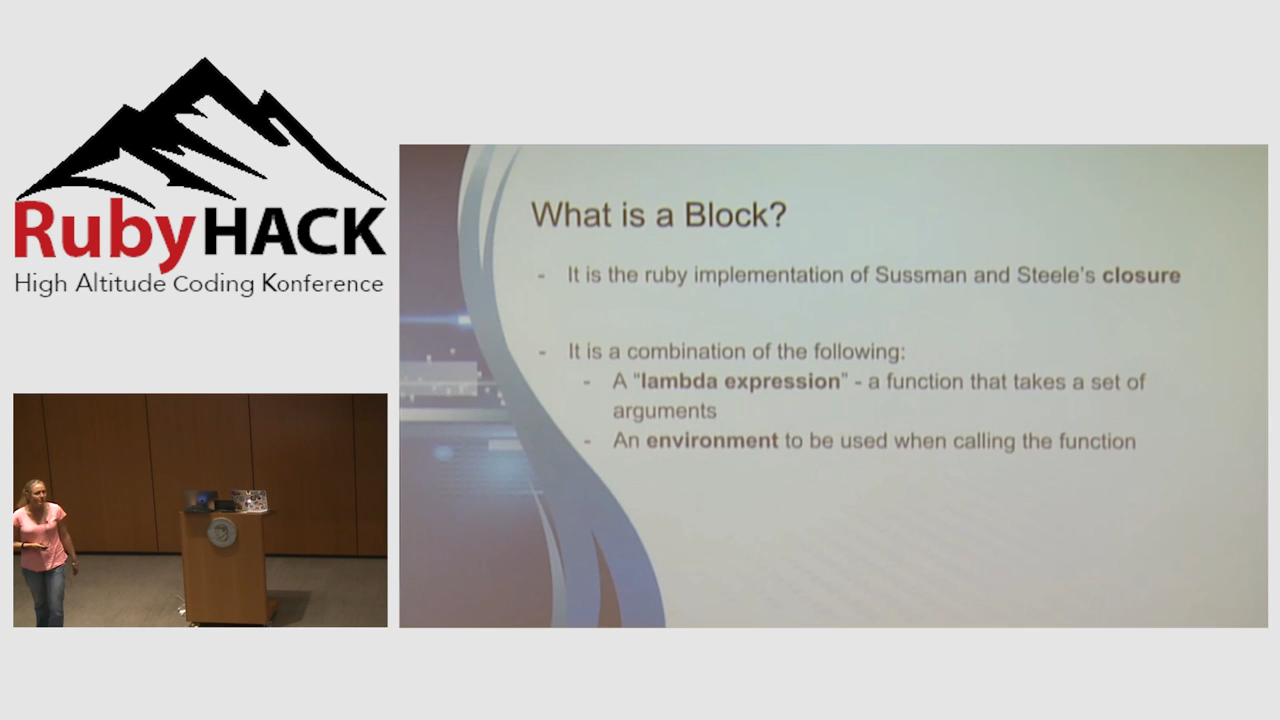 RubyHACK
High Altitude Coding Konference
What is a Block?
- It is the ruby implementation of Sussman and Steele's closure
- It is a combination of the following:
- A "lambda expression" - a function that takes a set of
arguments
- An environment to be used when calling the function